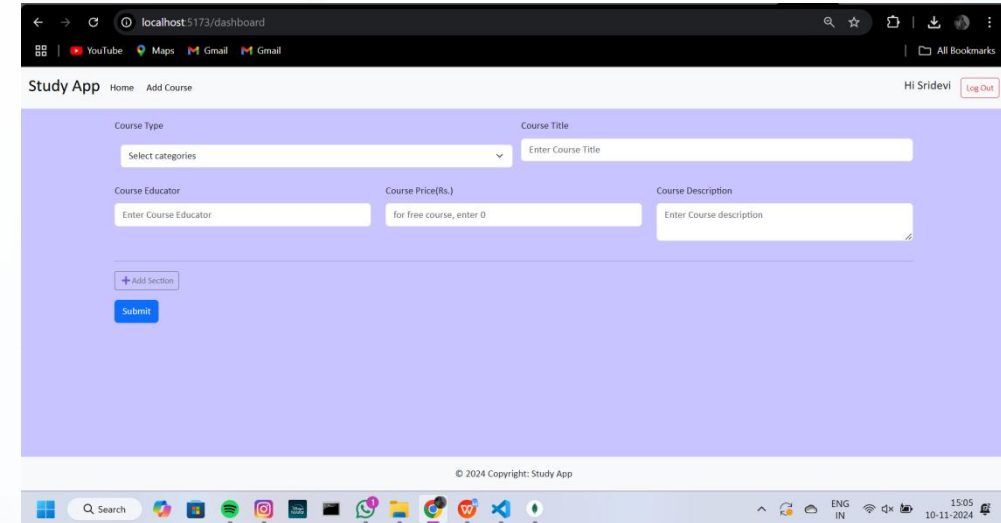 localhost:5173/dashboard
YouTube Maps Gmail Gmail All Bookmarks
Study App Home Add Course Hi Sridevi Log Out
Course Type Course Title
Select categories Enter Course Title
Course Educator Course Price(Rs.) Course Description
Enter Course Educator for free course, enter 0 Enter Course description
Add Section
Submit
© 2024 Copyright: Study App
Search ENG 15:05
IN 10-11-2024